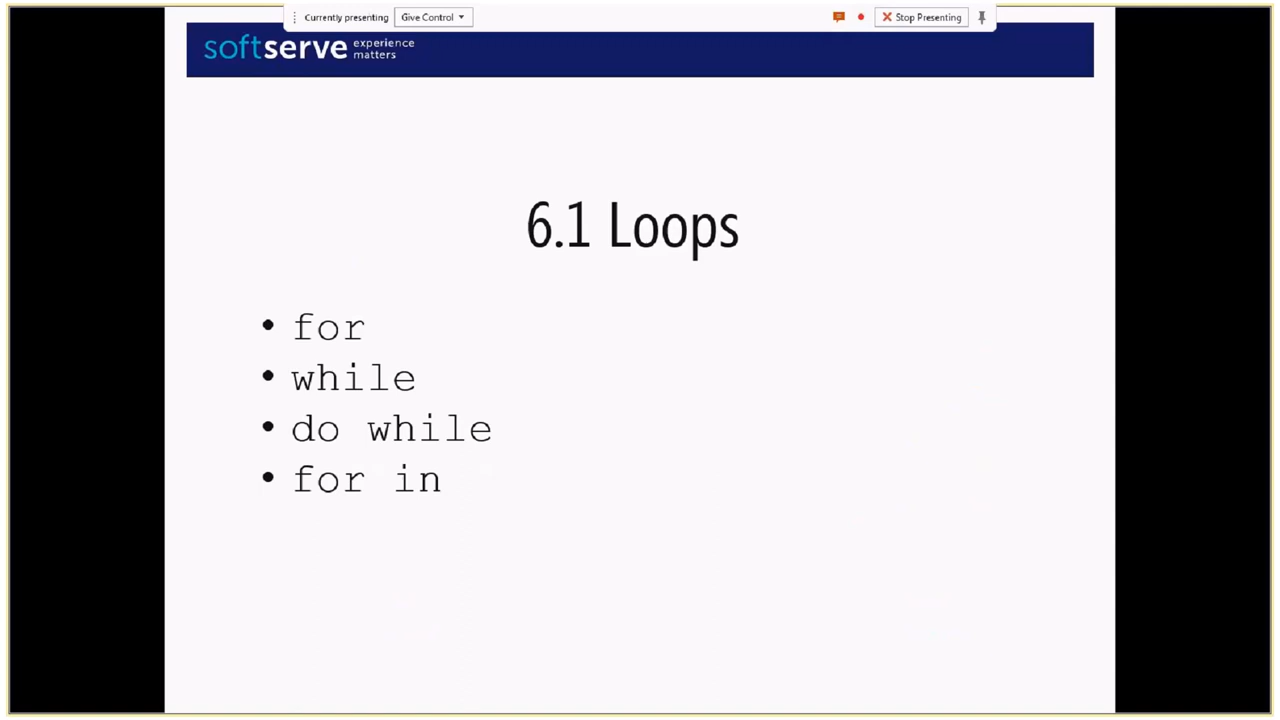 Currently presenting Give Control Stop Presenting
softserve experience matters
6.1 Loops
• for
• while
• do while
• for in